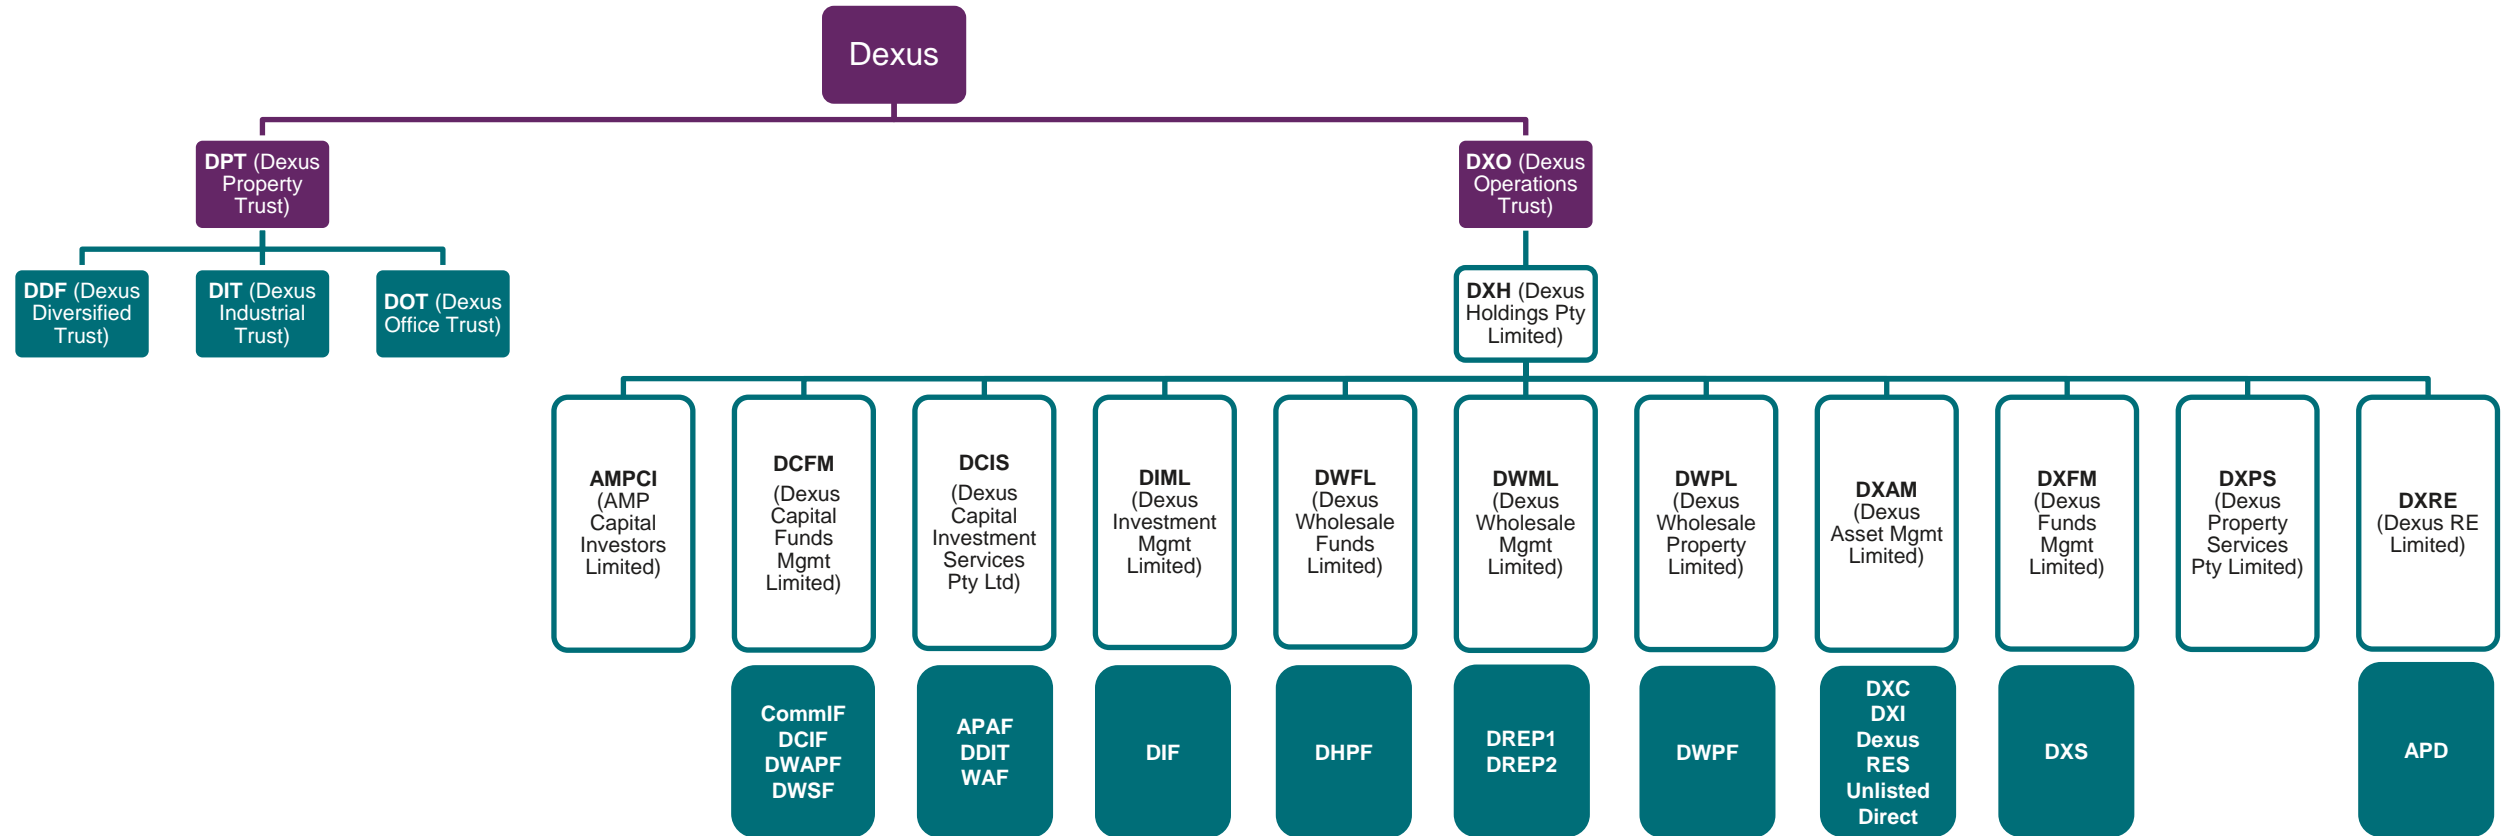 Dexus
DPT (Dexus
Property
Trust)
DXO (Dexus
Operations
Trust)
DDF (Dexus
Diversified
Trust)
DIT (Dexus
Industrial
Trust)
DOT (Dexus
Office Trust)
DXH (Dexus
Holdings Pty
Limited)
AMPCI
(AMP
Capital
Investors
Limited)
DCFM
(Dexus
Capital
Funds
Mgmt
Limited)
DCIS
(Dexus
Capital
Investment
Services
Pty Ltd)
DIML
(Dexus
Investment
Mgmt
Limited)
DWFL
(Dexus
Wholesale
Funds
Limited)
DWML
(Dexus
Wholesale
Mgmt
Limited)
DWPL
(Dexus
Wholesale
Property
Limited)
DXAM
(Dexus
Asset Mgmt
Limited)
DXFM
(Dexus
Funds
Mgmt
Limited)
DXPS
(Dexus
Property
Services
Pty Limited)
DXRE
(Dexus RE
Limited)
CommIF
DCIF
DWAPF
DWSF
APAF
DDIT
WAF
DIF
DHPF
DREP1
DREP2
DWPF
DXC
DXI
Dexus
RES
Unlisted
Direct
DXS
APD